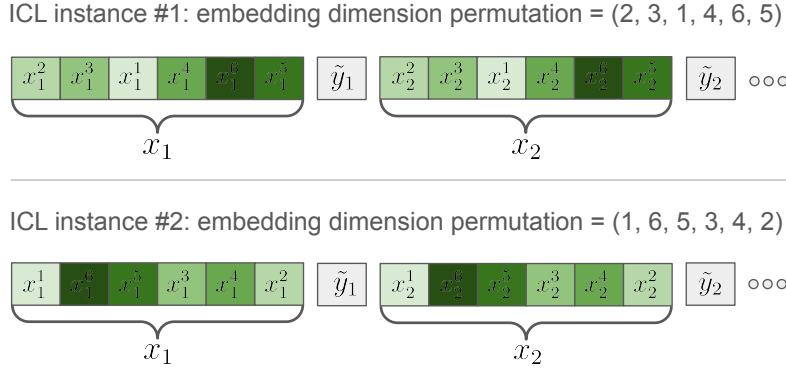 ICL instance #1: embedding dimension permutation = (2, 3, 1, 4, 6, 5)
x_1^2 x_1^3 x_1^1 x_1^4 x_1^6 x_1^5 ỹ_1 x_2^2 x_2^3 x_2^1 x_2^4 x_2^6 x_2^5 ỹ_2 ○○○
x_1 x_2
ICL instance #2: embedding dimension permutation = (1, 6, 5, 3, 4, 2)
x_1^1 x_1^6 x_1^5 x_1^3 x_1^4 x_1^2 ỹ_1 x_2^1 x_2^6 x_2^5 x_2^3 x_2^4 x_2^2 ỹ_2 ○○○
x_1 x_2